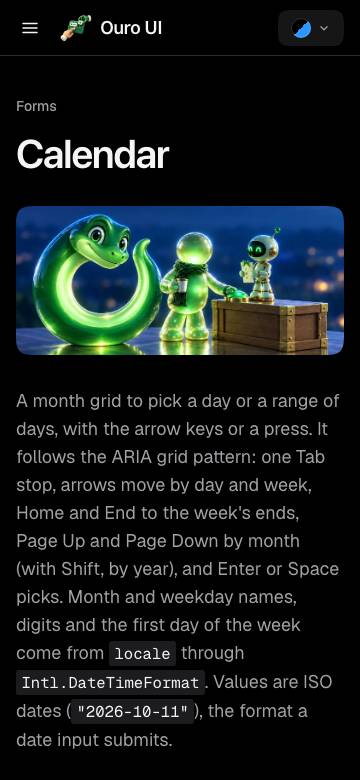 Ouro UI
Forms
Calendar
A month grid to pick a day or a range of
days, with the arrow keys or a press. It
follows the ARIA grid pattern: one Tab
stop, arrows move by day and week,
Home and End to the week's ends,
Page Up and Page Down by month
(with Shift, by year), and Enter or Space
picks. Month and weekday names,
digits and the first day of the week
come from locale through
Intl.DateTimeFormat. Values are ISO
dates ("2026-10-11"), the format a
date input submits.